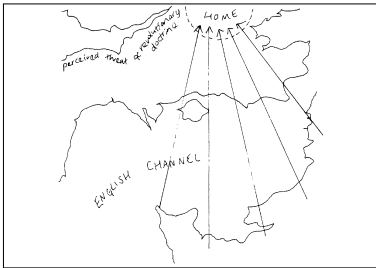 HOME
perceived threat of revolutionary
doctrine
ENGLISH CHANNEL